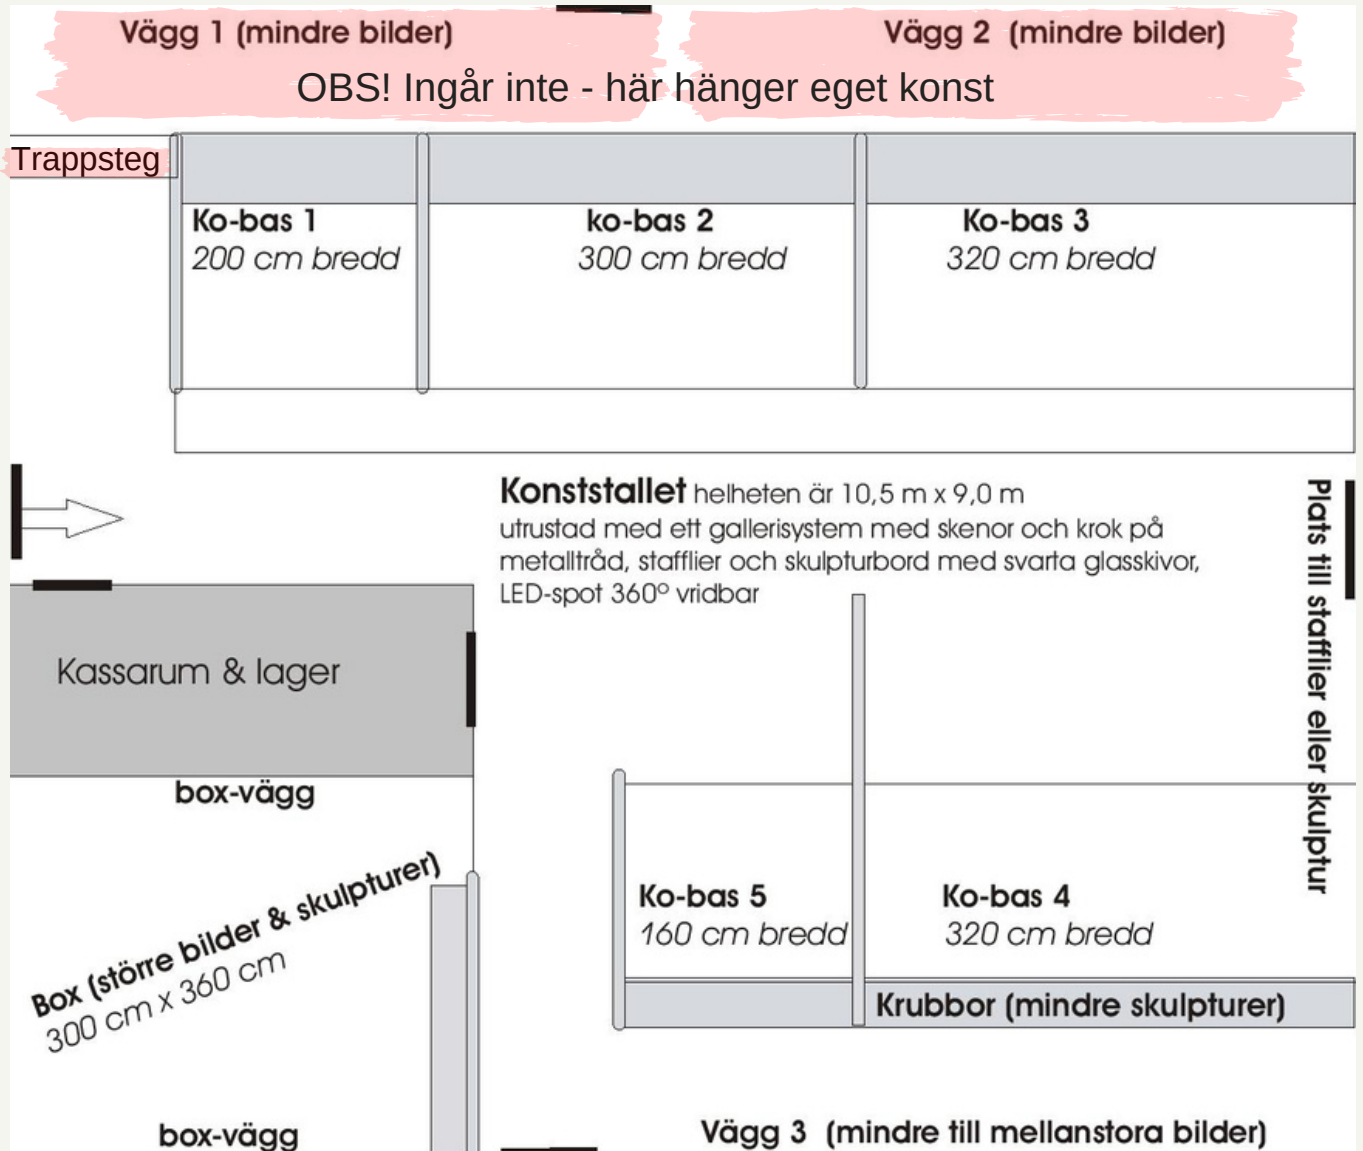 Vägg 1 (mindre bilder)
Vägg 2 (mindre bilder)
OBS! Ingår inte - här hänger eget konst
Trappsteg
Ko-bas 1
200 cm bredd
ko-bas 2
300 cm bredd
Ko-bas 3
320 cm bredd
Konststallet helheten är 10,5 m x 9,0 m
utrustad med ett gallerisystem med skenor och krok på
metalltråd, stafflier och skulpturbord med svarta glasskivor,
LED-spot 360º vridbar
Plats till stafflier eller skulptur
Kassarum & lager
box-vägg
Box (större bilder & skulpturer)
300 cm x 360 cm
Ko-bas 5
160 cm bredd
Ko-bas 4
320 cm bredd
Krubbor (mindre skulpturer)
box-vägg
Vägg 3 (mindre till mellanstora bilder)